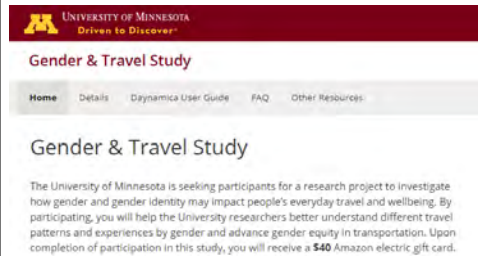 UNIVERSITY OF MINNESOTA
Driven to Discover™
Gender & Travel Study
Home Details Daynamica User Guide FAQ Other Resources
Gender & Travel Study
The University of Minnesota is seeking participants for a research project to investigate
how gender and gender identity may impact people's everyday travel and wellbeing. By
participating, you will help the University researchers better understand different travel
patterns and experiences by gender and advance gender equity in transportation. Upon
completion of participation in this study, you will receive a $40 Amazon electric gift card.